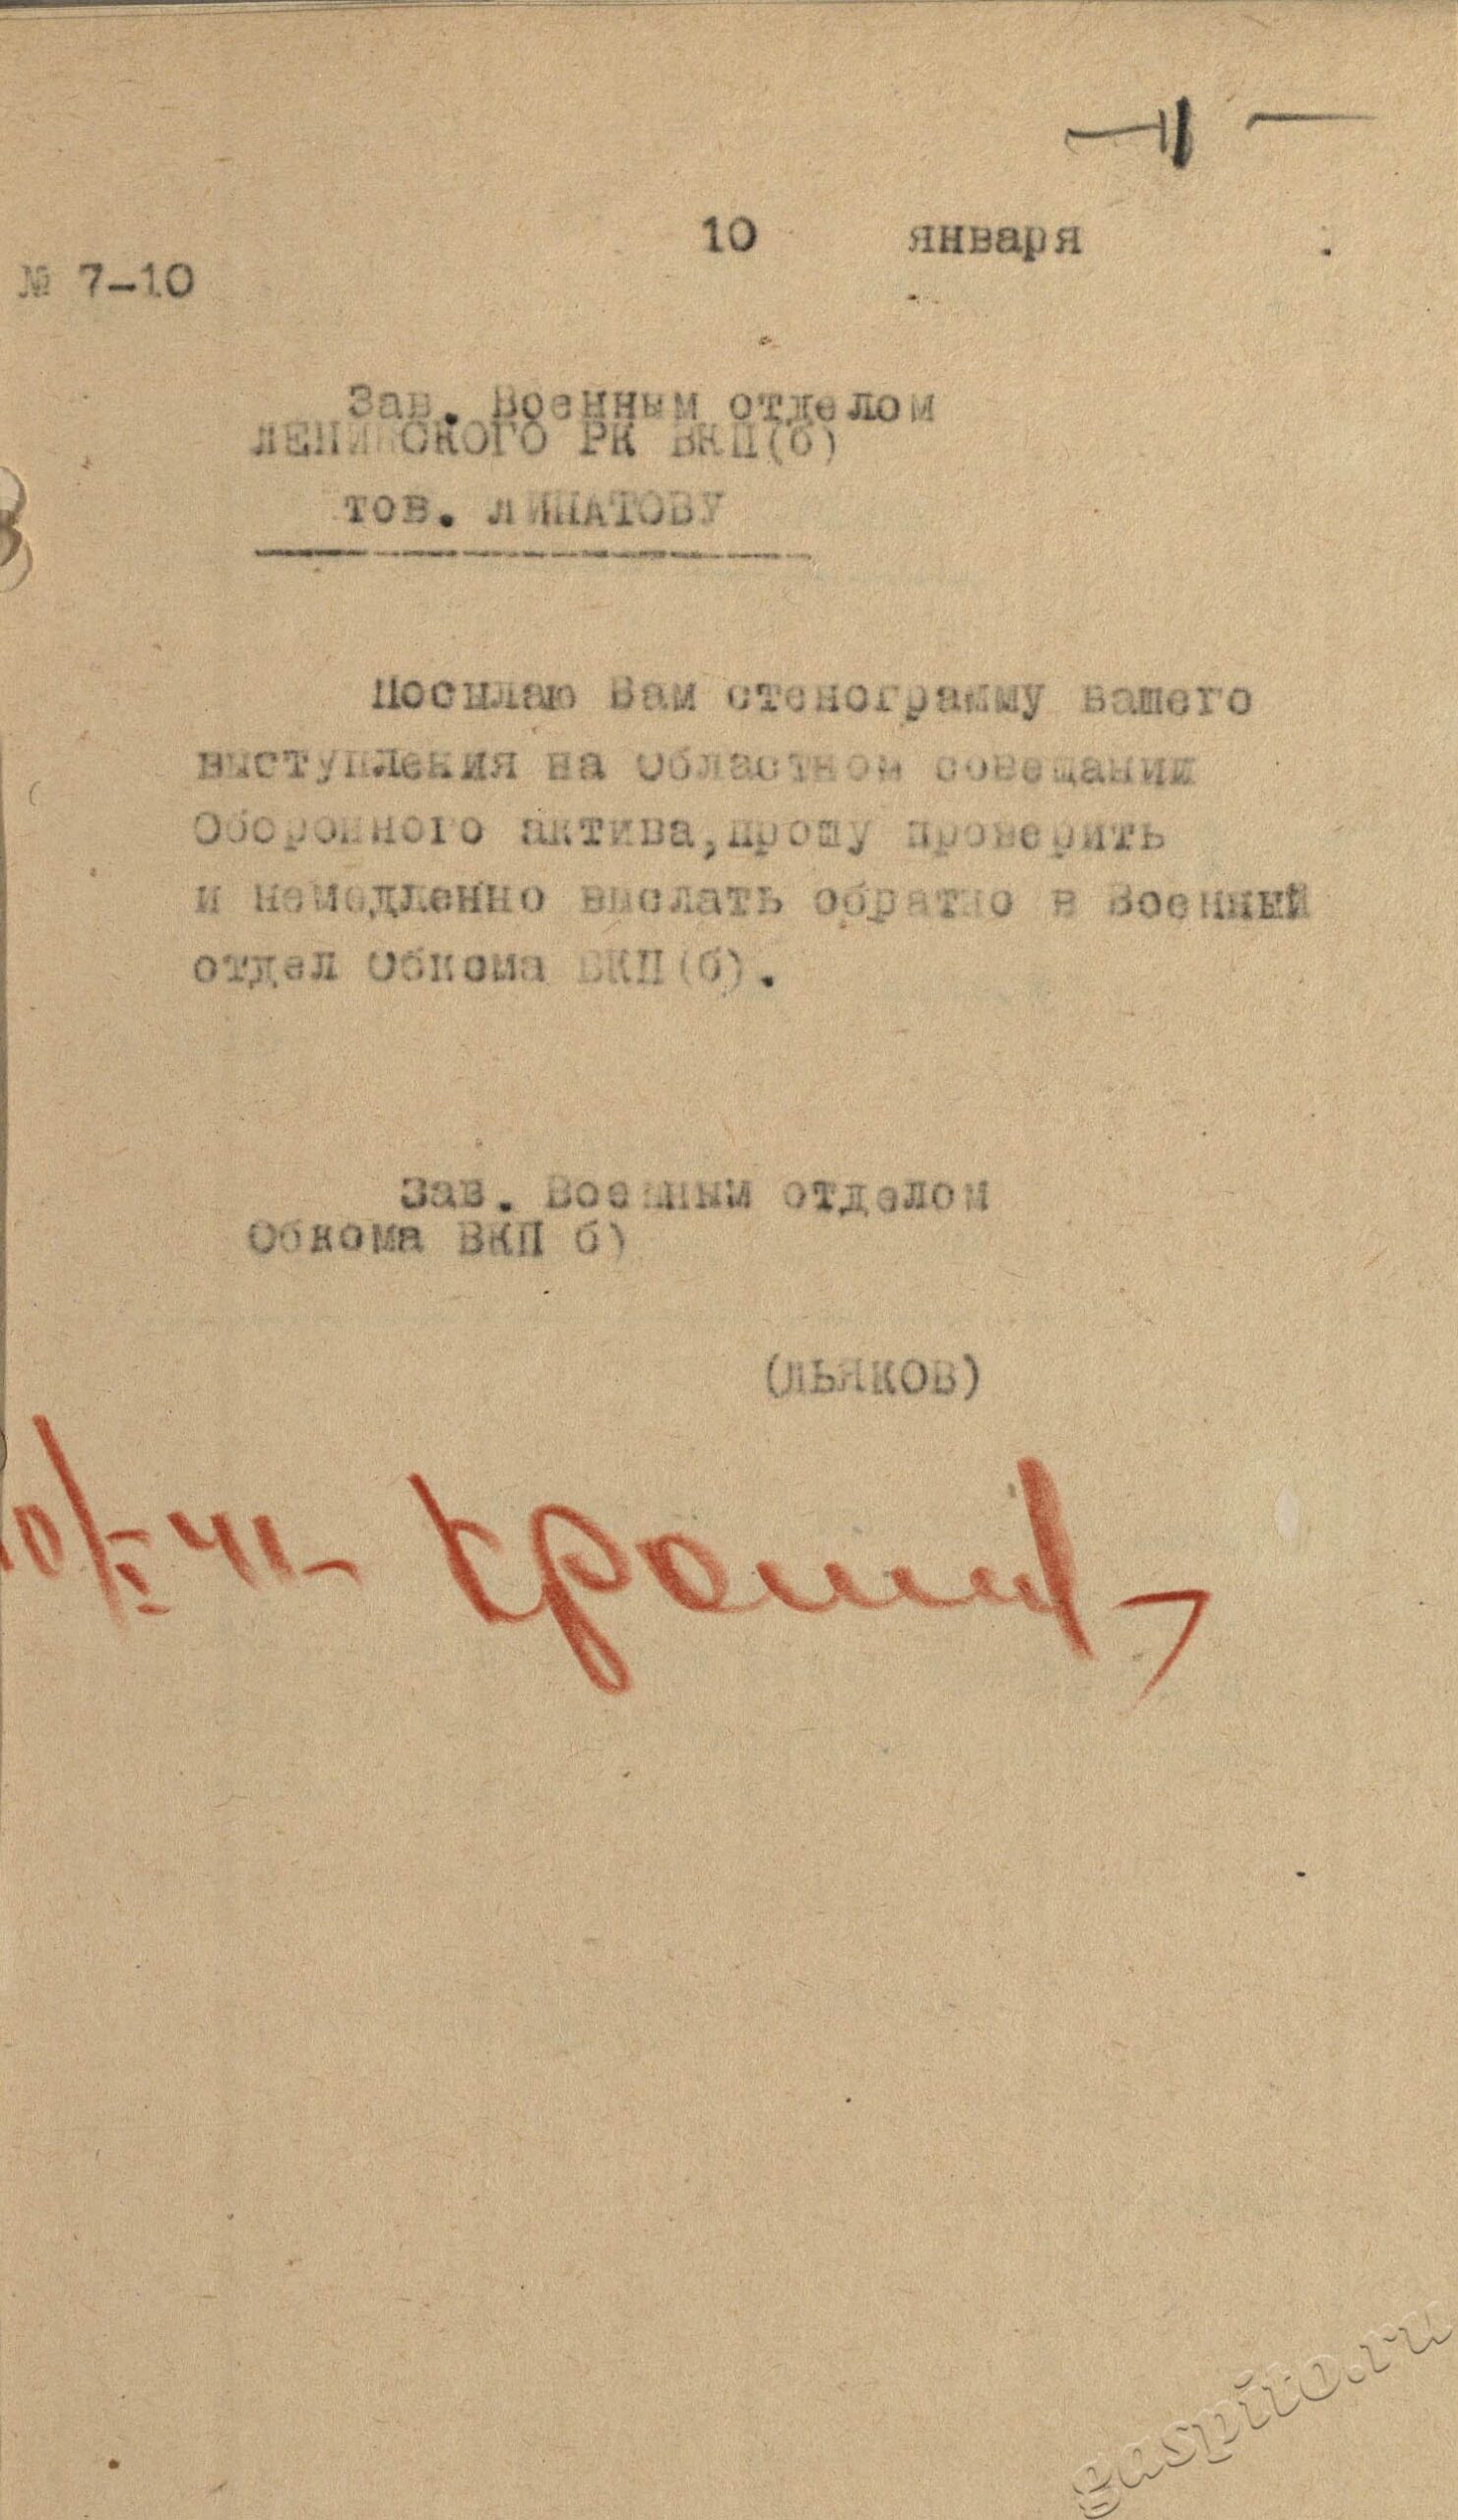 10 января
№ 7-10
Зав. Военным отделом
ЛЕНИНСКОГО РК ВКП(б)
тов. ЛИПАТОВУ
Посылаю Вам стенограмму вашего
выступления на Областном совещании
Оборонного актива,прошу проверить
и немедленно выслать обратно в Военный
отдел Обкома ВКП(б).
Зав. Военным отделом
Обкома ВКП б)
(ЛЬЯКОВ)
10/I 41
gaspito.ru